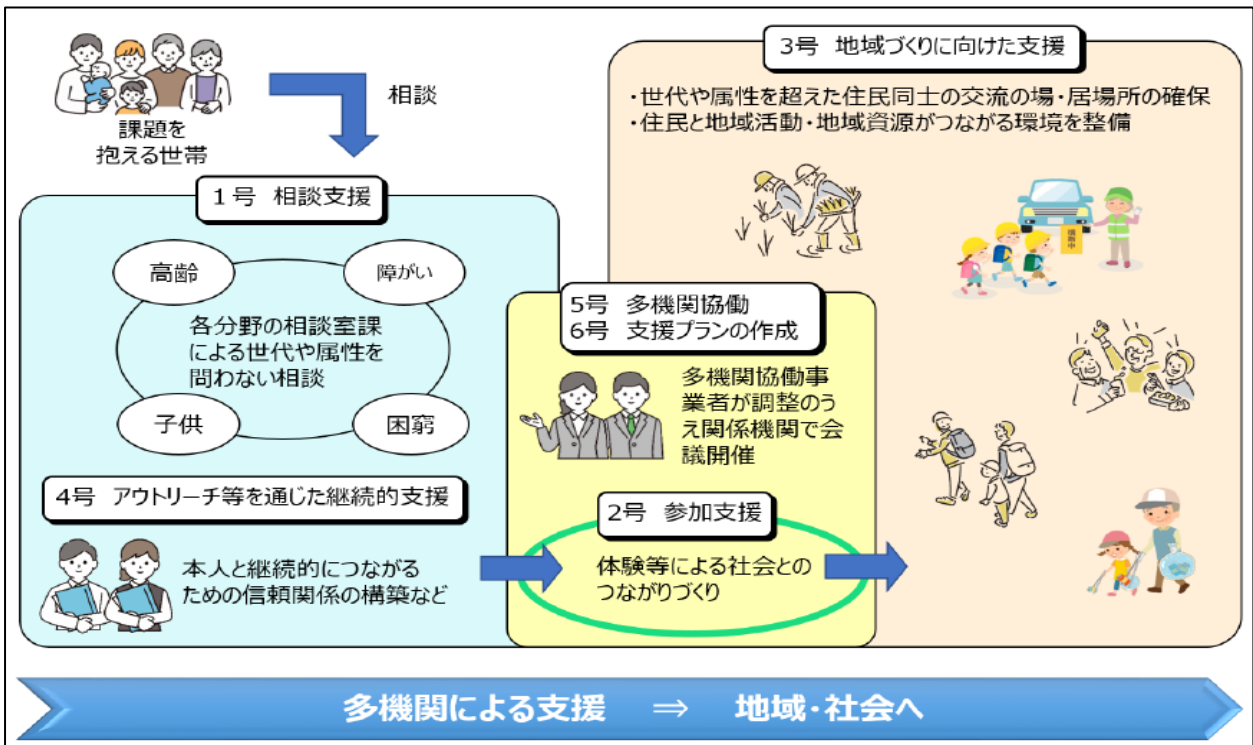 課題を
抱える世帯
相談
1号 相談支援
高齢
障がい
各分野の相談室課
による世代や属性を
問わない相談
子供
困窮
4号 アウトリーチ等を通じた継続的支援
本人と継続的につながる
ための信頼関係の構築など
5号 多機関協働
6号 支援プランの作成
多機関協働事
業者が調整のう
え関係機関で会
議開催
2号 参加支援
体験等による社会との
つながりづくり
3号 地域づくりに向けた支援
・世代や属性を超えた住民同士の交流の場・居場所の確保
・住民と地域活動・地域資源がつながる環境を整備
横断中
多機関による支援 ⇒ 地域・社会へ